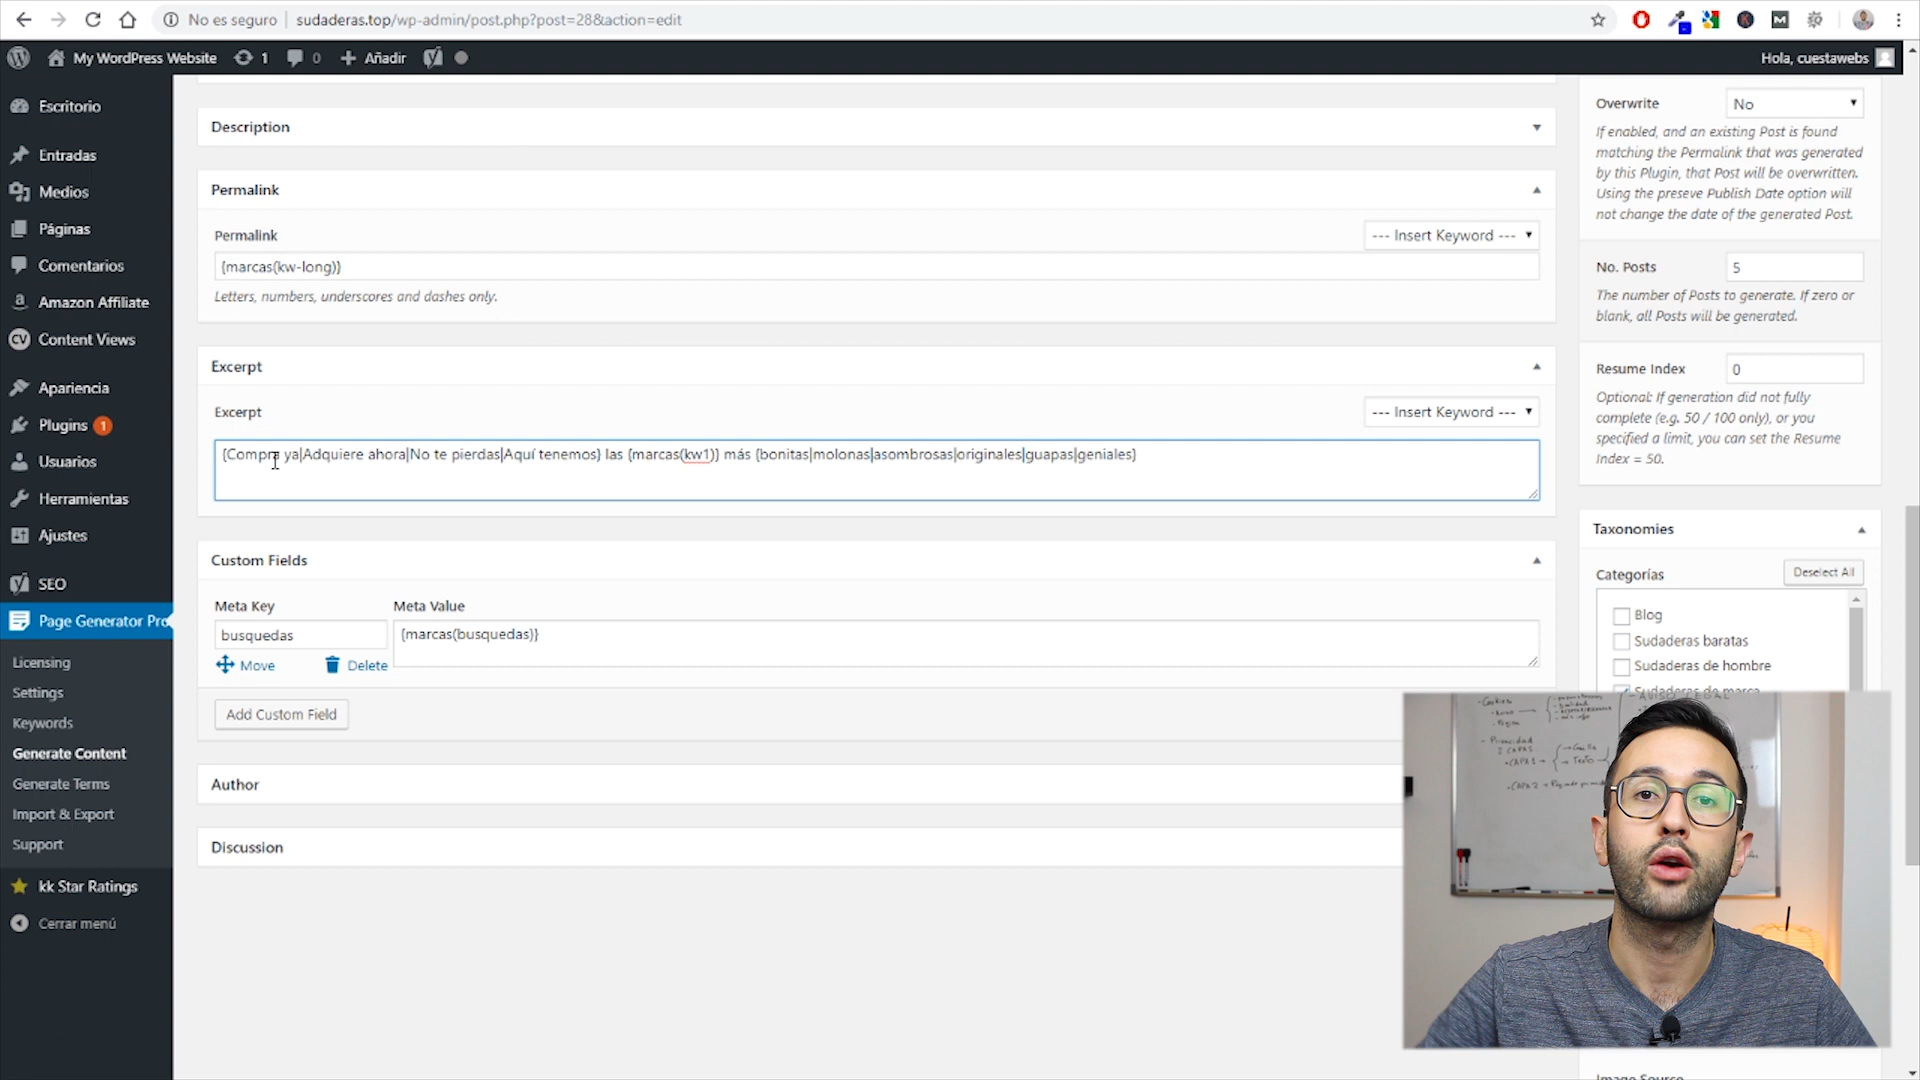 No es seguro | sudaderas.top/wp-admin/post.php?post=28&action=edit
My WordPress Website 1 0 Añadir
Hola, cuestawebs
Escritorio
Entradas
Medios
Páginas
Comentarios
Amazon Affiliate
Content Views
Apariencia
Plugins 1
Usuarios
Herramientas
Ajustes
SEO
Page Generator Pro
Licensing
Settings
Keywords
Generate Content
Generate Terms
Import & Export
Support
kk Star Ratings
Cerrar menú
Description
Permalink
Permalink
--- Insert Keyword ---
{marcas(kw-long)}
Letters, numbers, underscores and dashes only.
Excerpt
Excerpt
--- Insert Keyword ---
{Compra ya|Adquiere ahora|No te pierdas|Aquí tenemos} las {marcas(kw1)} más {bonitas|molonas|asombrosas|originales|guapas|geniales}
Custom Fields
Meta Key
Meta Value
busquedas
{marcas(busquedas)}
Move
Delete
Add Custom Field
Author
Discussion
Overwrite
No
If enabled, and an existing Post is found
matching the Permalink that was generated
by this Plugin, that Post will be overwritten.
Using the preseve Publish Date option will
not change the date of the generated Post.
No. Posts
5
The number of Posts to generate. If zero or
blank, all Posts will be generated.
Resume Index
0
Optional: If generation did not fully
complete (e.g. 50 / 100 only), or you
specified a limit, you can set the Resume
Index = 50.
Taxonomies
Categorías
Deselect All
Blog
Sudaderas baratas
Sudaderas de hombre
Sudaderas de marca
Image Source